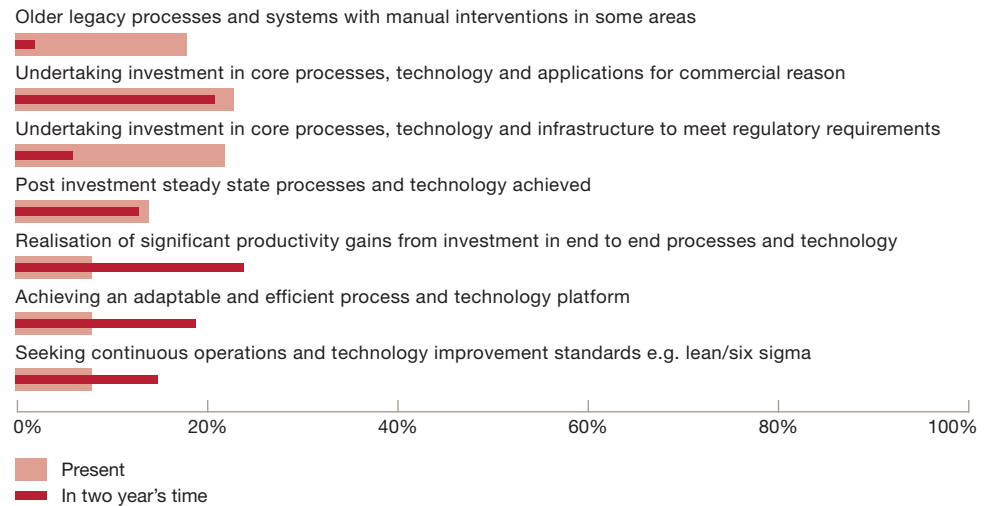 Older legacy processes and systems with manual interventions in some areas
Undertaking investment in core processes, technology and applications for commercial reason
Undertaking investment in core processes, technology and infrastructure to meet regulatory requirements
Post investment steady state processes and technology achieved
Realisation of significant productivity gains from investment in end to end processes and technology
Achieving an adaptable and efficient process and technology platform
Seeking continuous operations and technology improvement standards e.g. lean/six sigma
0% 20% 40% 60% 80% 100%
Present
In two year’s time